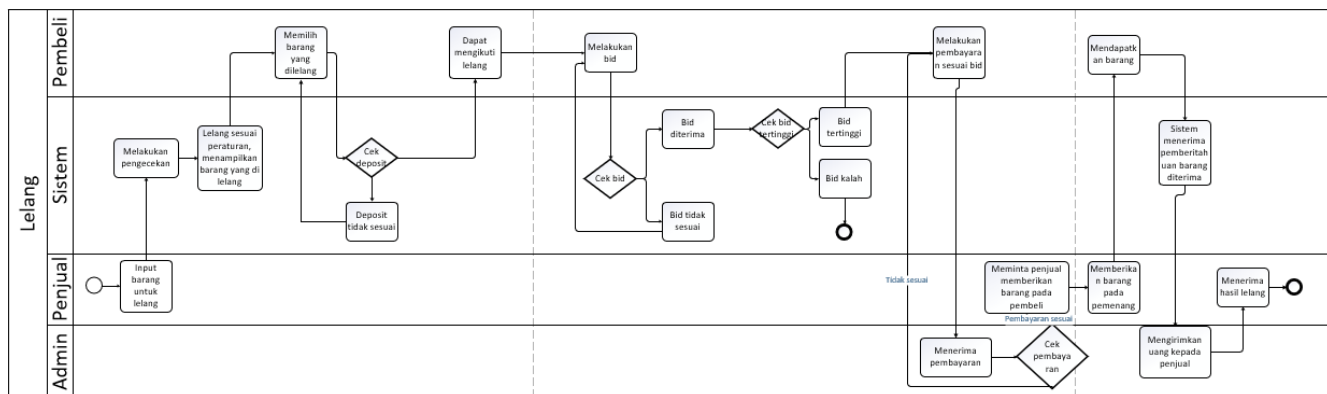 Lelang
Pembeli
Sistem
Penjual
Admin
Memilih
barang
yang
dilelang
Dapat
mengikuti
lelang
Melakukan
bid
Melakukan
pembayara
n sesuai bid
Mendapat
kan barang
Melakukan
pengecekan
Lelang sesuai
peraturan,
menampilkan
barang yang di
lelang
Cek
deposit
Deposit
tidak sesuai
Cek bid
Bid
diterima
Bid tidak
sesuai
Cek bid
tertinggi
Bid
tertinggi
Bid kalah
Sistem
menerima
pemberitah
uan barang
diterima
Input
barang
untuk
lelang
Tidak sesuai
Meminta penjual
memberikan
barang pada
pembeli
Memberika
n barang
pada
pemenang
Menerima
hasil lelang
Pembayaran sesuai
Menerima
pembayaran
Cek
pembaya
ran
Mengirimkan
uang kepada
penjual